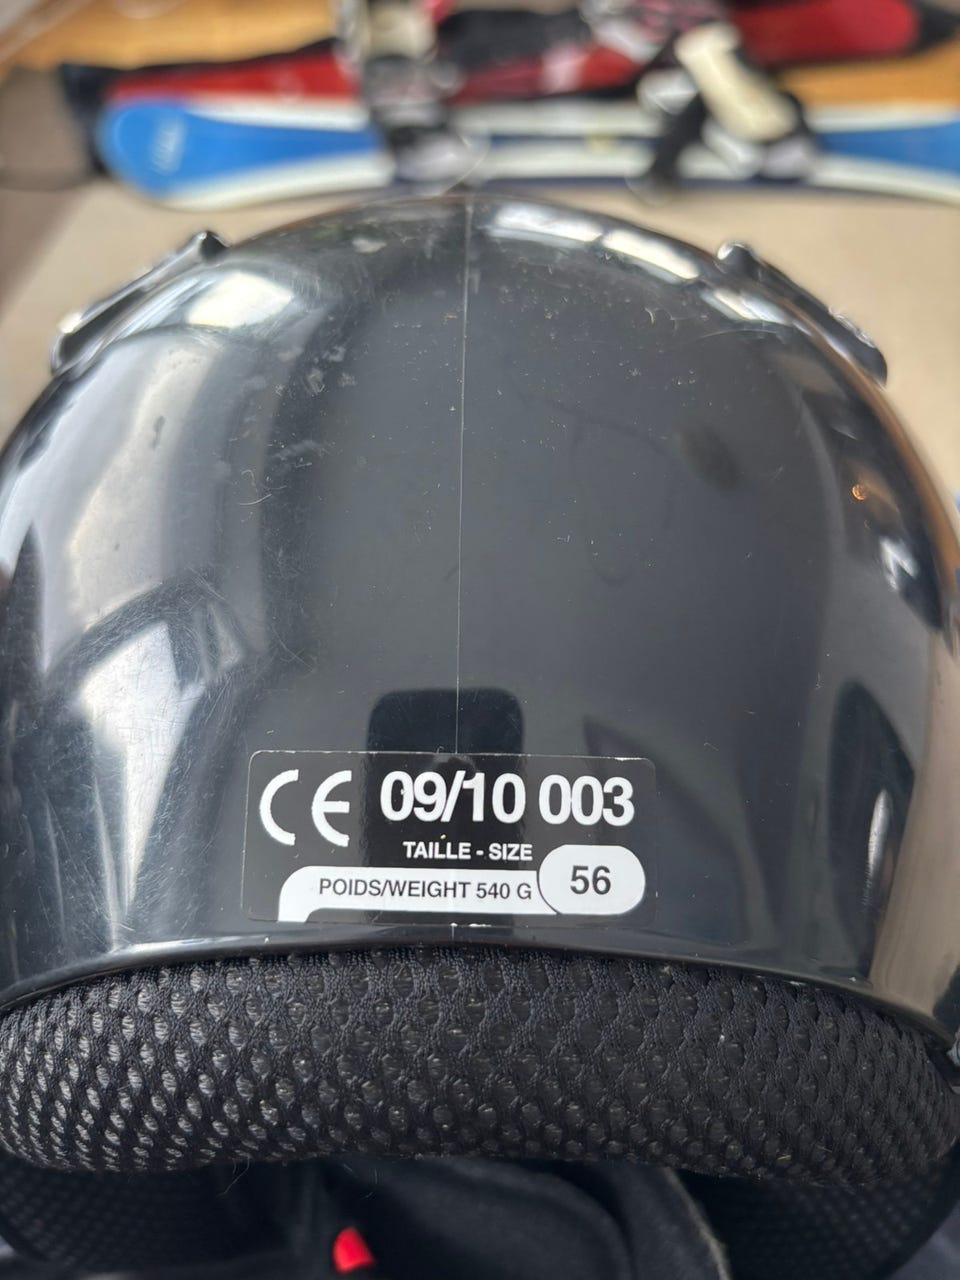 CE 09/10 003
TAILLE - SIZE
POIDS/WEIGHT 540 G 56